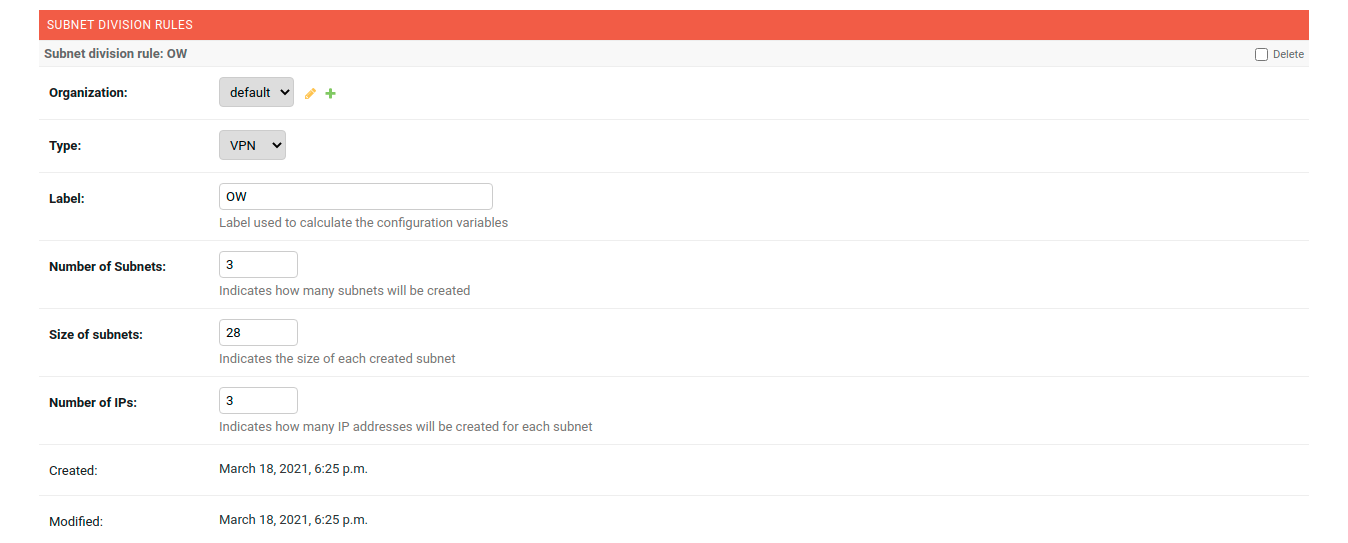 SUBNET DIVISION RULES
Subnet division rule: OW
Delete
Organization:
default
Type:
VPN
Label:
OW
Label used to calculate the configuration variables
Number of Subnets:
3
Indicates how many subnets will be created
Size of subnets:
28
Indicates the size of each created subnet
Number of IPs:
3
Indicates how many IP addresses will be created for each subnet
Created:
March 18, 2021, 6:25 p.m.
Modified:
March 18, 2021, 6:25 p.m.